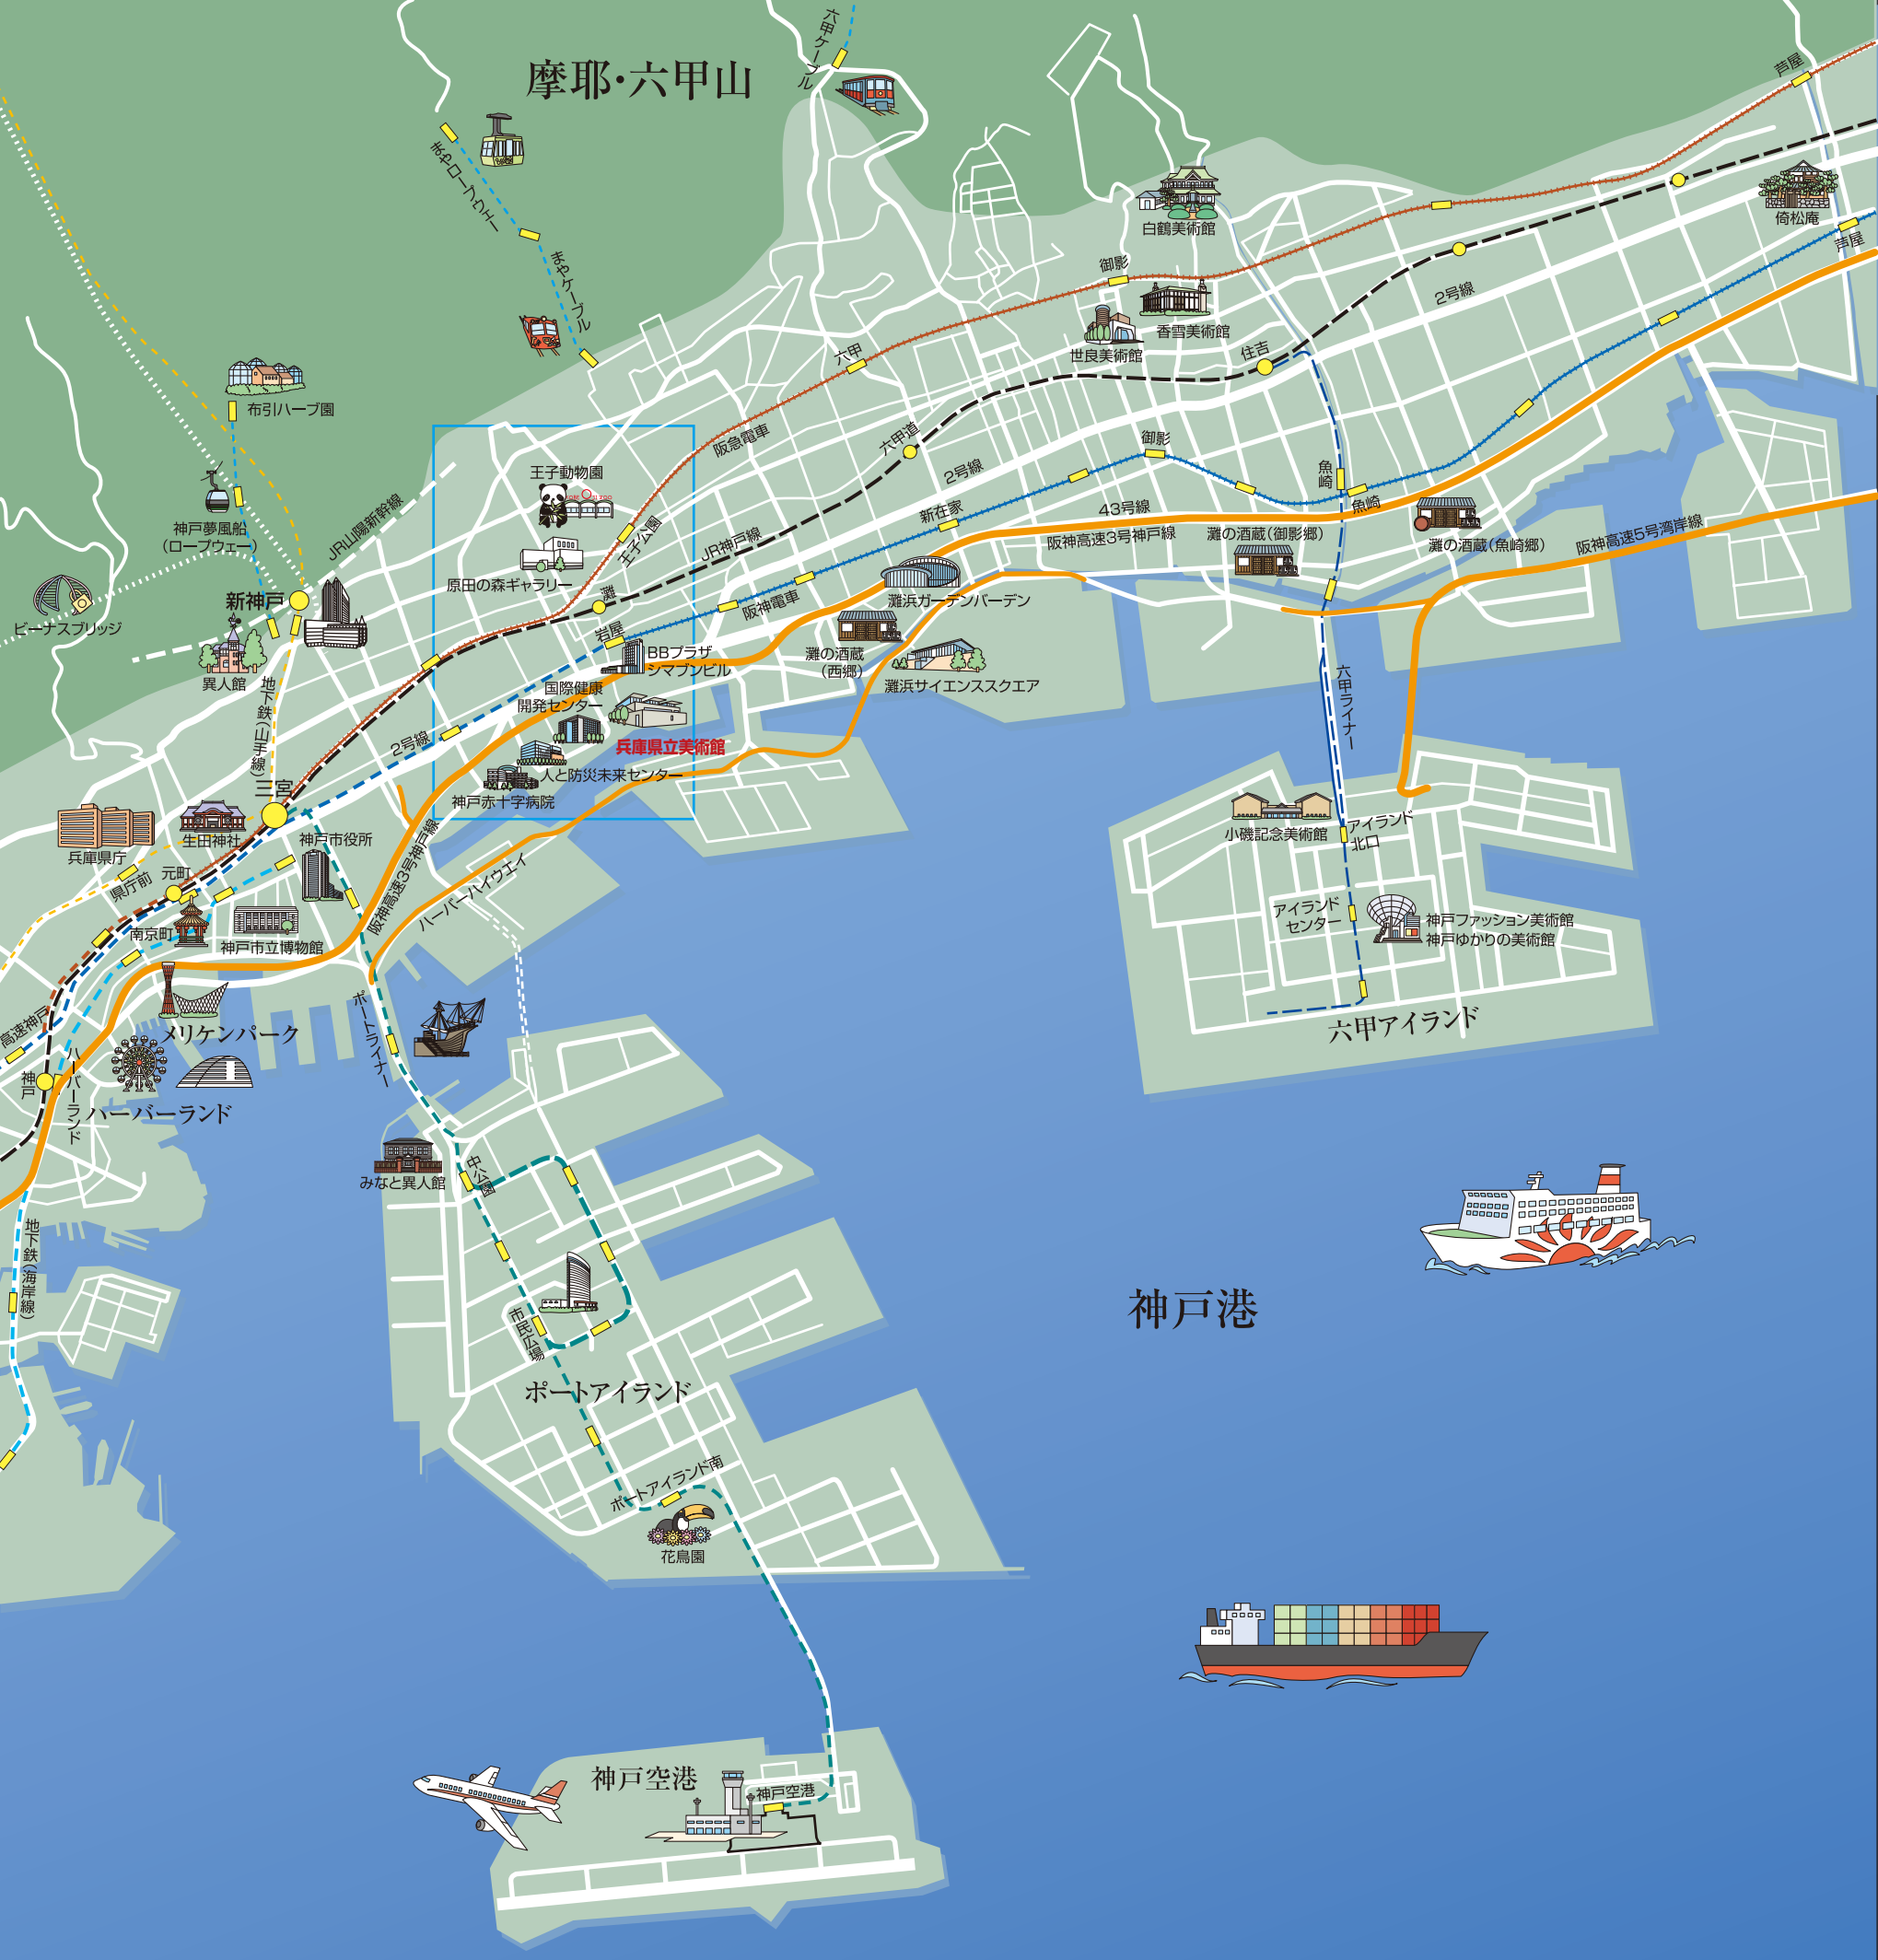 六甲ケーブル
摩耶・六甲山
芦屋
まやロープウェー
倚松庵
白鶴美術館
芦屋
まやケーブル
御影
2号線
香雪美術館
世良美術館
住吉
六甲
布引ハーブ園
阪急電車
六甲道
御影
2号線
王子動物園
魚崎
魚崎
新在家
43号線
JR山陽新幹線
神戸夢風船
(ロープウェー)
王子公園
JR神戸線
阪神高速3号神戸線
灘の酒蔵(御影郷)
灘の酒蔵(魚崎郷)
阪神高速5号湾岸線
原田の森ギャラリー
灘
新神戸
灘浜ガーデンバーデン
ビーナスブリッジ
阪神電車
岩屋
BBプラザ
シマブンビル
灘の酒蔵
(西郷)
灘浜サイエンススクエア
異人館
地下鉄(山手線)
国際健康
開発センター
六甲ライナー
2号線
兵庫県立美術館
人と防災未来センター
三宮
神戸赤十字病院
兵庫県庁
生田神社
神戸市役所
小磯記念美術館
アイランド
北口
元町
県庁前
阪神高速3号神戸線
ハーバーハイウエイ
アイランド
センター
神戸ファッション美術館
神戸ゆかりの美術館
南京町
神戸市立博物館
高速神戸
メリケンパーク
ポートライナー
六甲アイランド
神戸
ハーバーランド
ハーバーランド
中公園
みなと異人館
地下鉄(海岸線)
神戸港
市民広場
ポートアイランド
ポートアイランド南
花鳥園
神戸空港
神戸空港